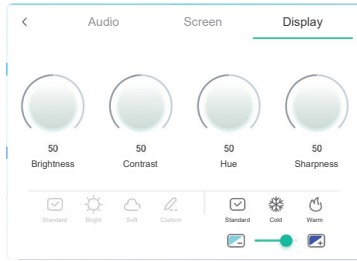 Audio Screen Display
50 50 50 50
Brightness Contrast Hue Sharpness
Standard Bright Soft Custom Standard Cold Warm